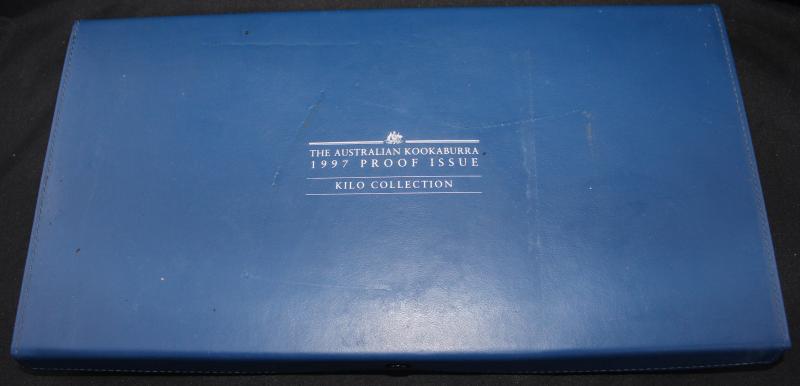 THE AUSTRALIAN KOOKABURRA
1997 PROOF ISSUE
KILO COLLECTION